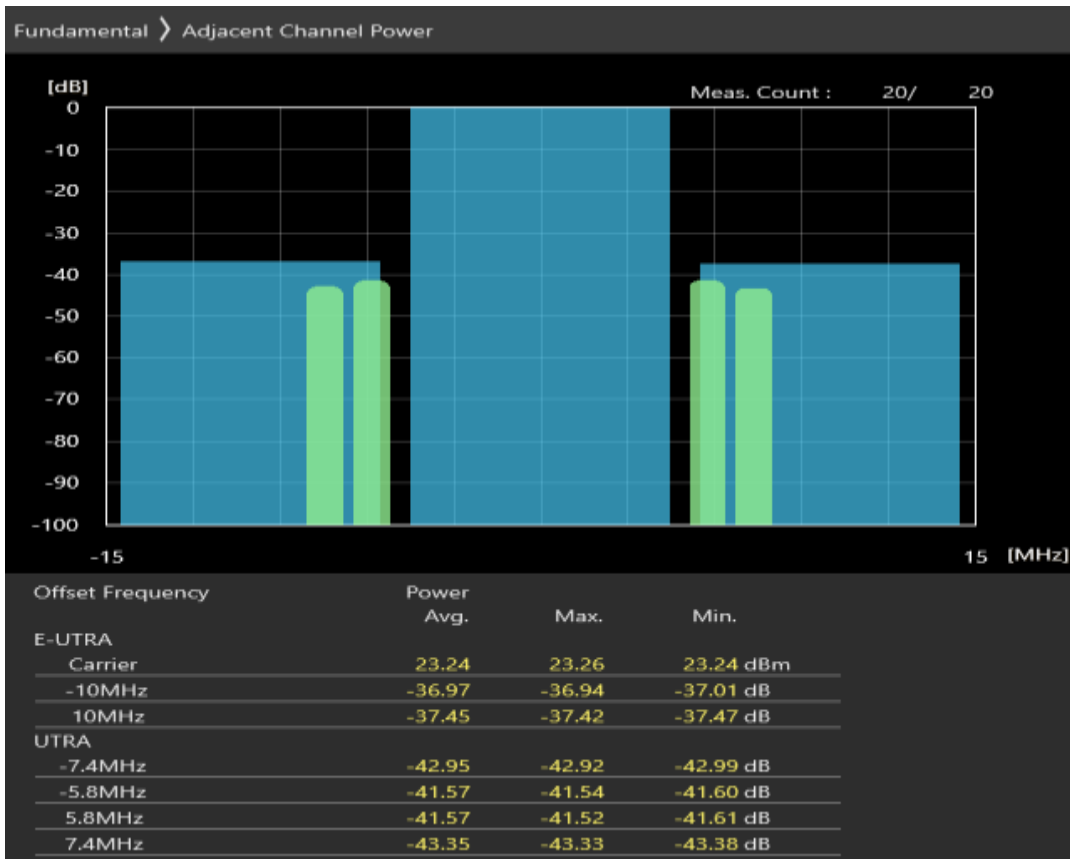 Fundamental 〉 Adjacent Channel Power
[dB]
Meas. Count : 20/ 20
0
-10
-20
-30
-40
-50
-60
-70
-80
-90
-100
-15 15 [MHz]
Offset Frequency Power
Avg. Max. Min.
E-UTRA
Carrier 23.24 23.26 23.24 dBm
-10MHz -36.97 -36.94 -37.01 dB
10MHz -37.45 -37.42 -37.47 dB
UTRA
-7.4MHz -42.95 -42.92 -42.99 dB
-5.8MHz -41.57 -41.54 -41.60 dB
5.8MHz -41.57 -41.52 -41.61 dB
7.4MHz -43.35 -43.33 -43.38 dB